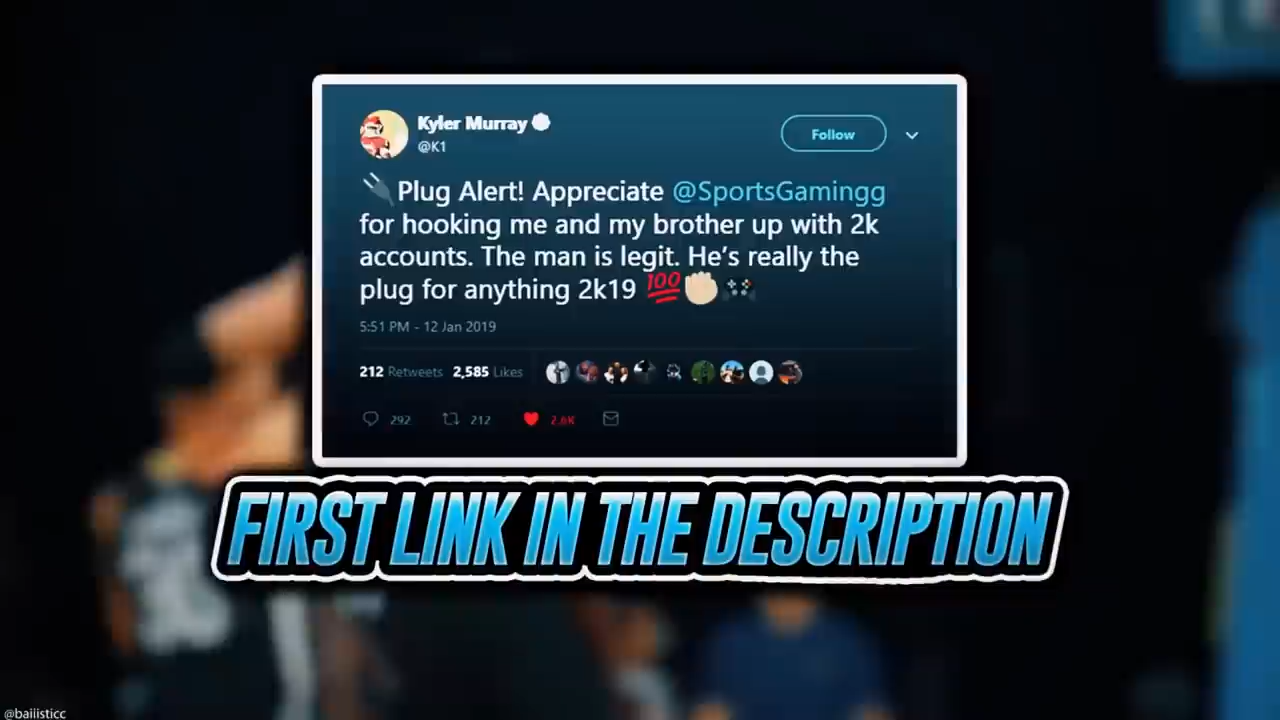 Kyler Murray
@K1
Follow
🔌Plug Alert! Appreciate @SportsGamingg
for hooking me and my brother up with 2k
accounts. The man is legit. He's really the
plug for anything 2k19 💯✊🏼🎮
5:51 PM - 12 Jan 2019
212 Retweets 2,585 Likes
292 212 2.6K
FIRST LINK IN THE DESCRIPTION
@bailisticc